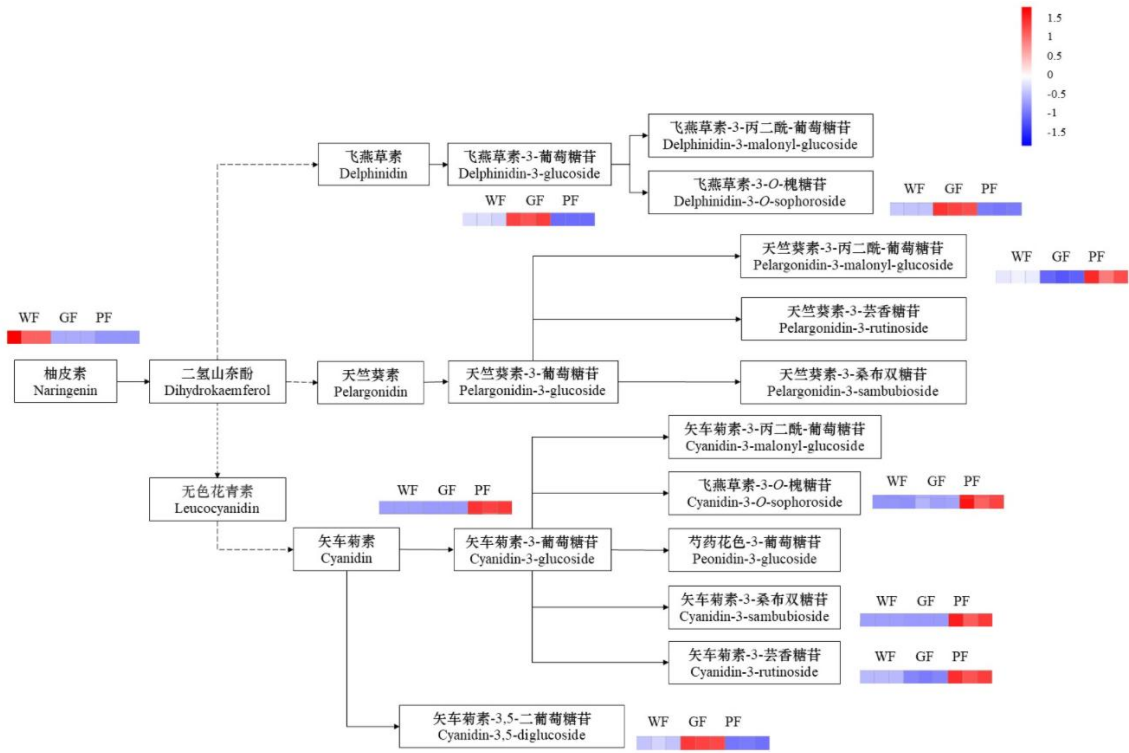 1.5
1
0.5
0
-0.5
-1
-1.5
飞燕草素-3-丙二酰-葡萄糖苷
Delphinidin-3-malonyl-glucoside
飞燕草素
Delphinidin
飞燕草素-3-葡萄糖苷
Delphinidin-3-glucoside
飞燕草素-3-O-槐糖苷
Delphinidin-3-O-sophoroside
WF GF PF
WF GF PF
天竺葵素-3-丙二酰-葡萄糖苷
Pelargonidin-3-malonyl-glucoside
WF GF PF
天竺葵素-3-芸香糖苷
Pelargonidin-3-rutinoside
WF GF PF
柚皮素
Naringenin
二氢山奈酚
Dihydrokaemferol
天竺葵素
Pelargonidin
天竺葵素-3-葡萄糖苷
Pelargonidin-3-glucoside
天竺葵素-3-桑布双糖苷
Pelargonidin-3-sambubioside
矢车菊素-3-丙二酰-葡萄糖苷
Cyanidin-3-malonyl-glucoside
无色花青素
Leucocyanidin
WF GF PF
飞燕草素-3-O-槐糖苷
Cyanidin-3-O-sophoroside
WF GF PF
矢车菊素
Cyanidin
矢车菊素-3-葡萄糖苷
Cyanidin-3-glucoside
芍药花色-3-葡萄糖苷
Peonidin-3-glucoside
矢车菊素-3-桑布双糖苷
Cyanidin-3-sambubioside
WF GF PF
矢车菊素-3-芸香糖苷
Cyanidin-3-rutinoside
WF GF PF
矢车菊素-3,5-二葡萄糖苷
Cyanidin-3,5-diglucoside
WF GF PF